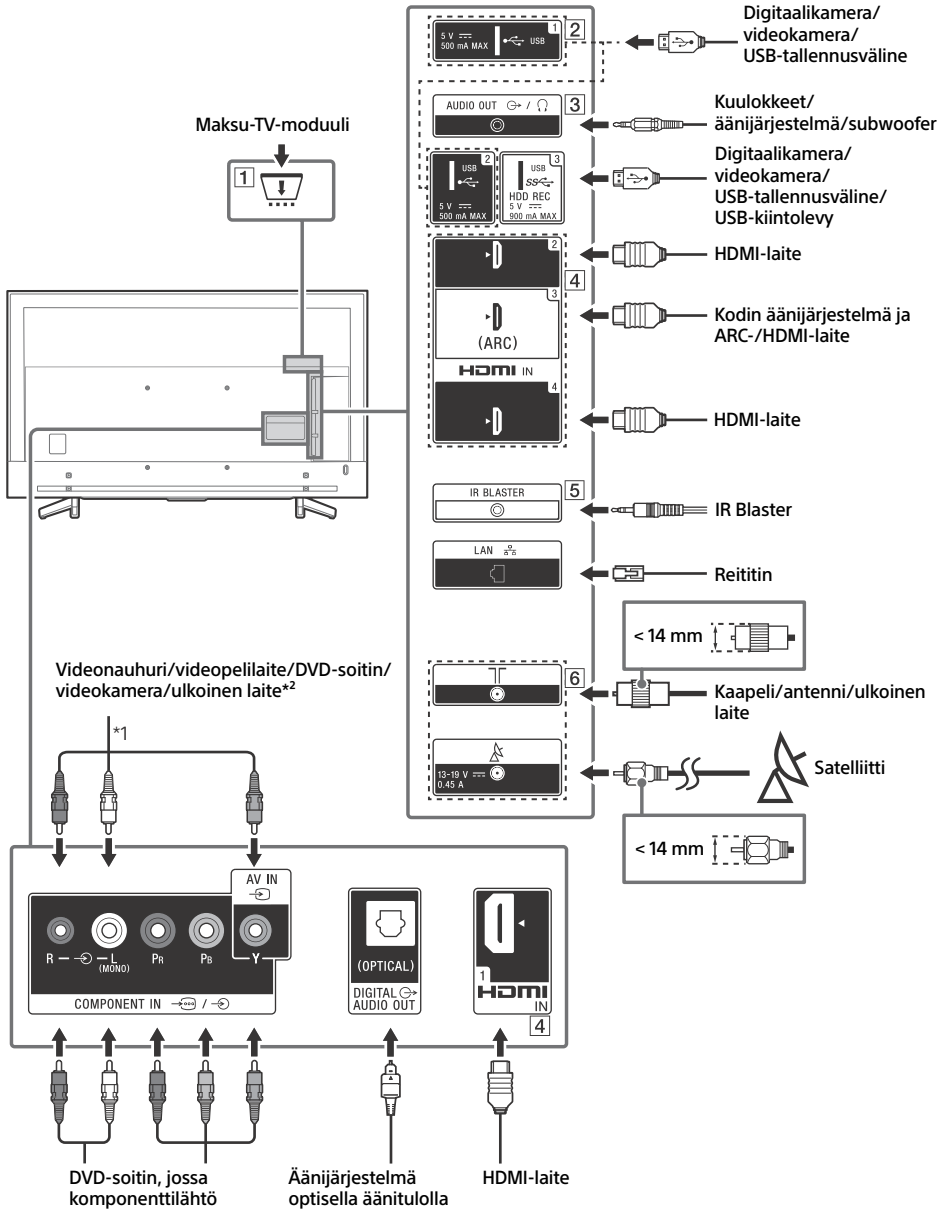 Digitaalikamera/
videokamera/
USB-tallennusväline
5 V
500 mA MAX
USB
1
2
AUDIO OUT
3
Kuulokkeet/
äänijärjestelmä/subwoofer
Maksu-TV-moduuli
1
2
USB
5 V
500 mA MAX
3
USB
SS
HDD REC
5 V
900 mA MAX
Digitaalikamera/
videokamera/
USB-tallennusväline/
USB-kiintolevy
2
HDMI-laite
4
3
(ARC)
Kodin äänijärjestelmä ja
ARC-/HDMI-laite
HDMI IN
4
HDMI-laite
IR BLASTER
5
IR Blaster
LAN
Reititin
< 14 mm
6
Kaapeli/antenni/ulkoinen
laite
13-19 V
0.45 A
Satelliitti
< 14 mm
Videonauhuri/videopelilaite/DVD-soitin/
videokamera/ulkoinen laite*2
*1
AV IN
R L
(MONO)
PR
PB
Y
COMPONENT IN /
(OPTICAL)
DIGITAL
AUDIO OUT
1
HDMI
IN
4
DVD-soitin, jossa
komponenttilähtö
Äänijärjestelmä
optisella äänitulolla
HDMI-laite